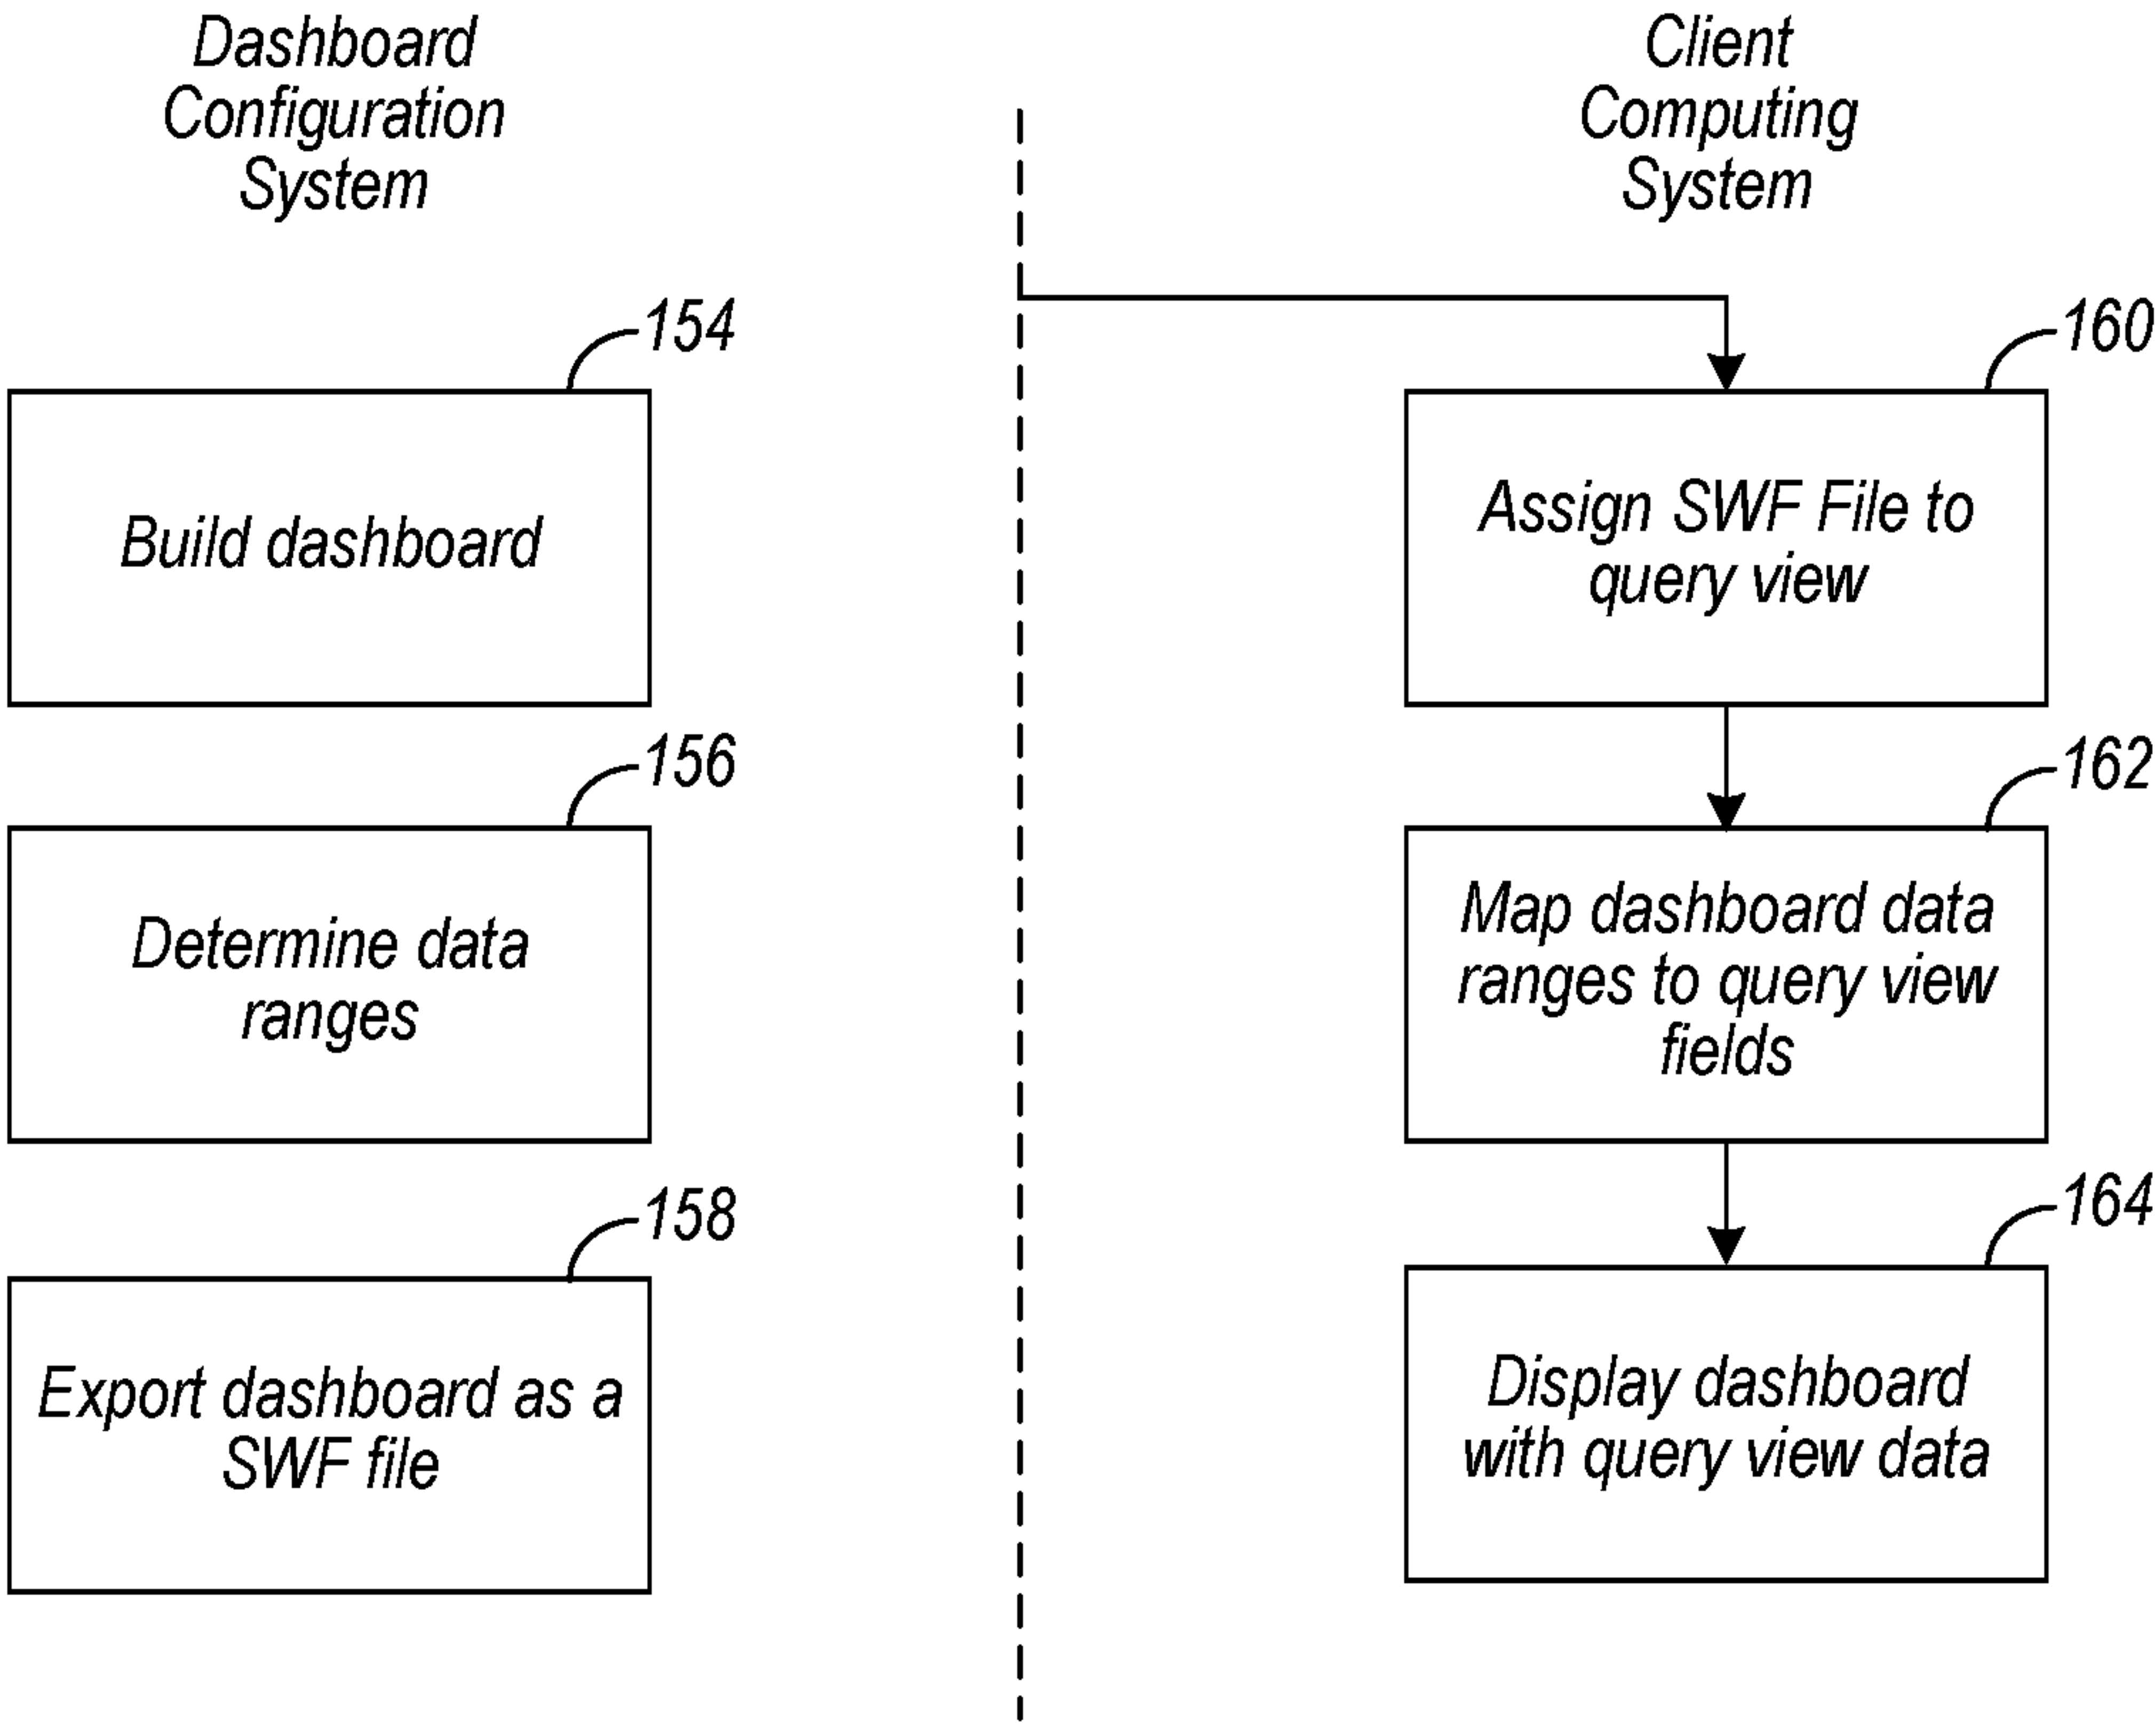 Dashboard
Configuration
System
154
Build dashboard
156
Determine data
ranges
158
Export dashboard as a
SWF file
Client
Computing
System
160
Assign SWF File to
query view
162
Map dashboard data
ranges to query view
fields
164
Display dashboard
with query view data